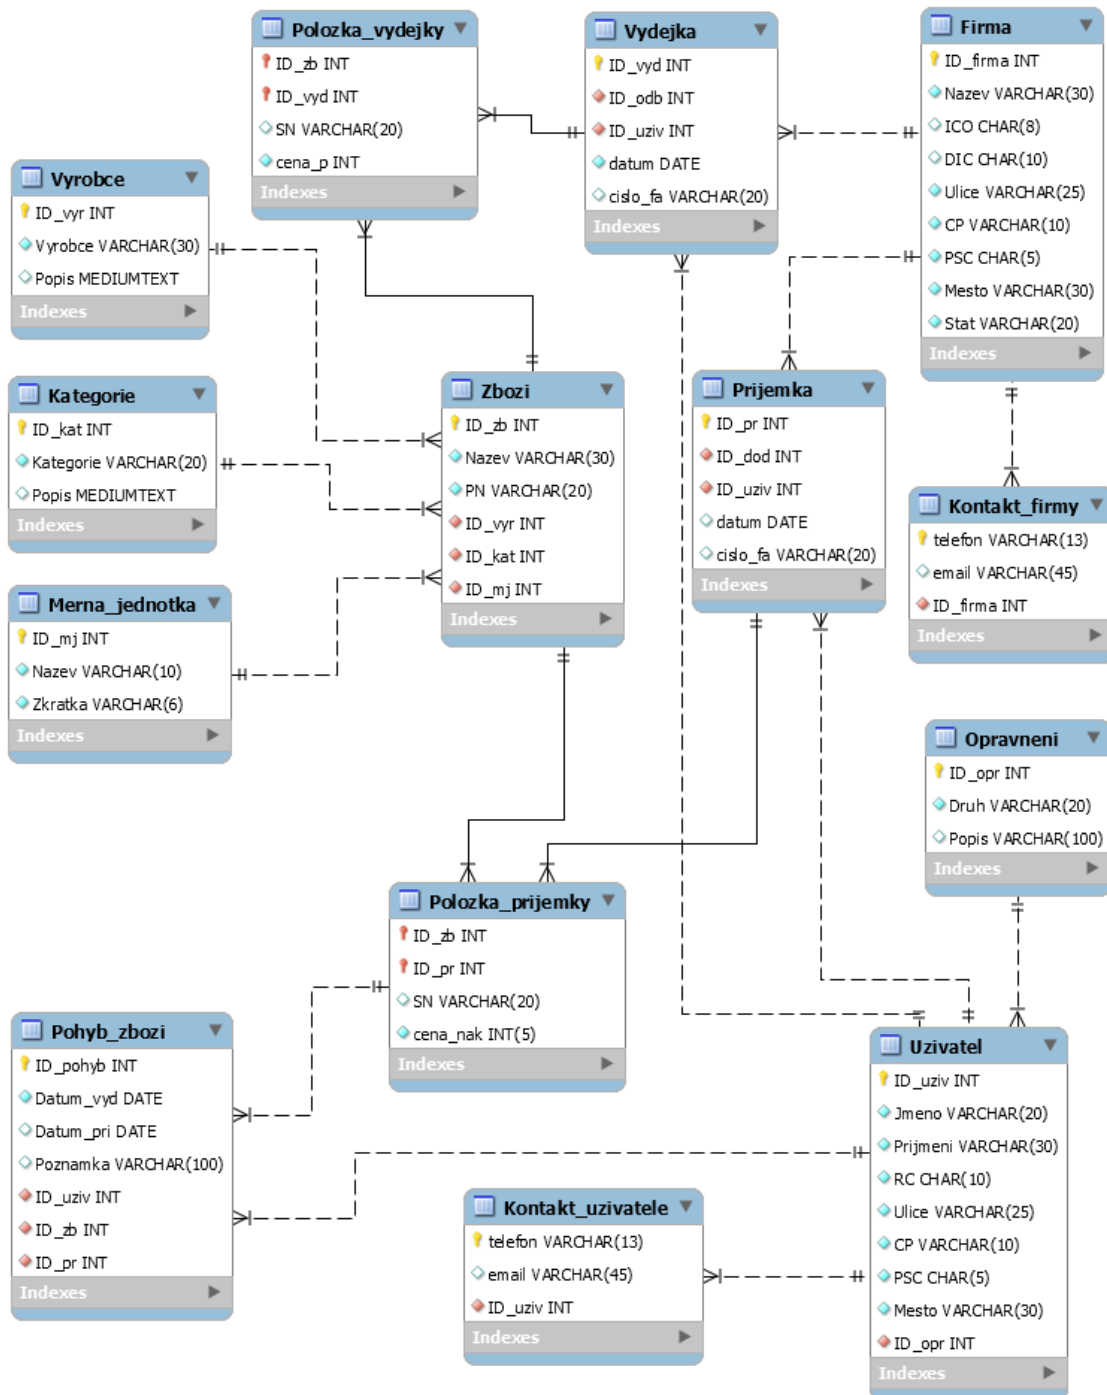 Polozka_vydejky
ID_zb INT
ID_vyd INT
SN VARCHAR(20)
cena_p INT
Indexes
Vydejka
ID_vyd INT
ID_odb INT
ID_uziv INT
datum DATE
cislo_fa VARCHAR(20)
Indexes
Firma
ID_firma INT
Nazev VARCHAR(30)
ICO CHAR(8)
DIC CHAR(10)
Ulice VARCHAR(25)
CP VARCHAR(10)
PSC CHAR(5)
Mesto VARCHAR(30)
Stat VARCHAR(20)
Indexes
Vyrobce
ID_vyr INT
Vyrobce VARCHAR(30)
Popis MEDIUMTEXT
Indexes
Kategorie
ID_kat INT
Kategorie VARCHAR(20)
Popis MEDIUMTEXT
Indexes
Zbozi
ID_zb INT
Nazev VARCHAR(30)
PN VARCHAR(20)
ID_vyr INT
ID_kat INT
ID_mj INT
Indexes
Prijemka
ID_pr INT
ID_dod INT
ID_uziv INT
datum DATE
cislo_fa VARCHAR(20)
Indexes
Kontakt_firmy
telefon VARCHAR(13)
email VARCHAR(45)
ID_firma INT
Indexes
Merna_jednotka
ID_mj INT
Nazev VARCHAR(10)
Zkratka VARCHAR(6)
Indexes
Opravneni
ID_opr INT
Druh VARCHAR(20)
Popis VARCHAR(100)
Indexes
Polozka_prijemky
ID_zb INT
ID_pr INT
SN VARCHAR(20)
cena_nak INT(5)
Indexes
Pohyb_zbozi
ID_pohyb INT
Datum_vyd DATE
Datum_pri DATE
Poznamka VARCHAR(100)
ID_uziv INT
ID_zb INT
ID_pr INT
Indexes
Kontakt_uzivatele
telefon VARCHAR(13)
email VARCHAR(45)
ID_uziv INT
Indexes
Uzivatel
ID_uziv INT
Jmeno VARCHAR(20)
Prijmeni VARCHAR(30)
RC CHAR(10)
Ulice VARCHAR(25)
CP VARCHAR(10)
PSC CHAR(5)
Mesto VARCHAR(30)
ID_opr INT
Indexes